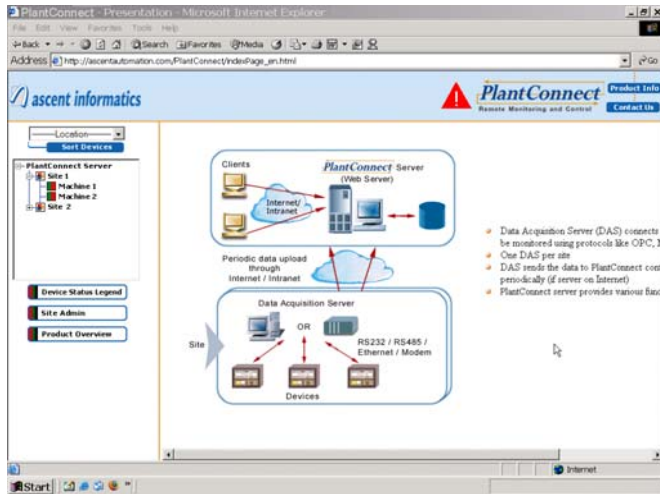 PlantConnect - Presentation - Microsoft Internet Explorer
File Edit View Favorites Tools Help
Back Search Favorites Media
Address http://ascentautomation.com/PlantConnect/indexPage_en.html Go
ascent informatics
PlantConnect
Remote Monitoring and Control
Product Info
Contact Us
Location
Sort Devices
PlantConnect Server
Site 1
Machine 1
Machine 2
Site 2
Device Status Legend
Site Admin
Product Overview
Clients
PlantConnect Server
(Web Server)
Internet/
Intranet
Periodic data upload
through
Internet / Intranet
Data Acquisition Server
OR
RS232 / RS485 /
Ethernet / Modem
Site
Devices
Data Acquisition Server (DAS) connects
be monitored using protocols like OPC,
One DAS per site
DAS sends the data to PlantConnect
periodically (if server on Internet)
PlantConnect server provides various
Internet
Start